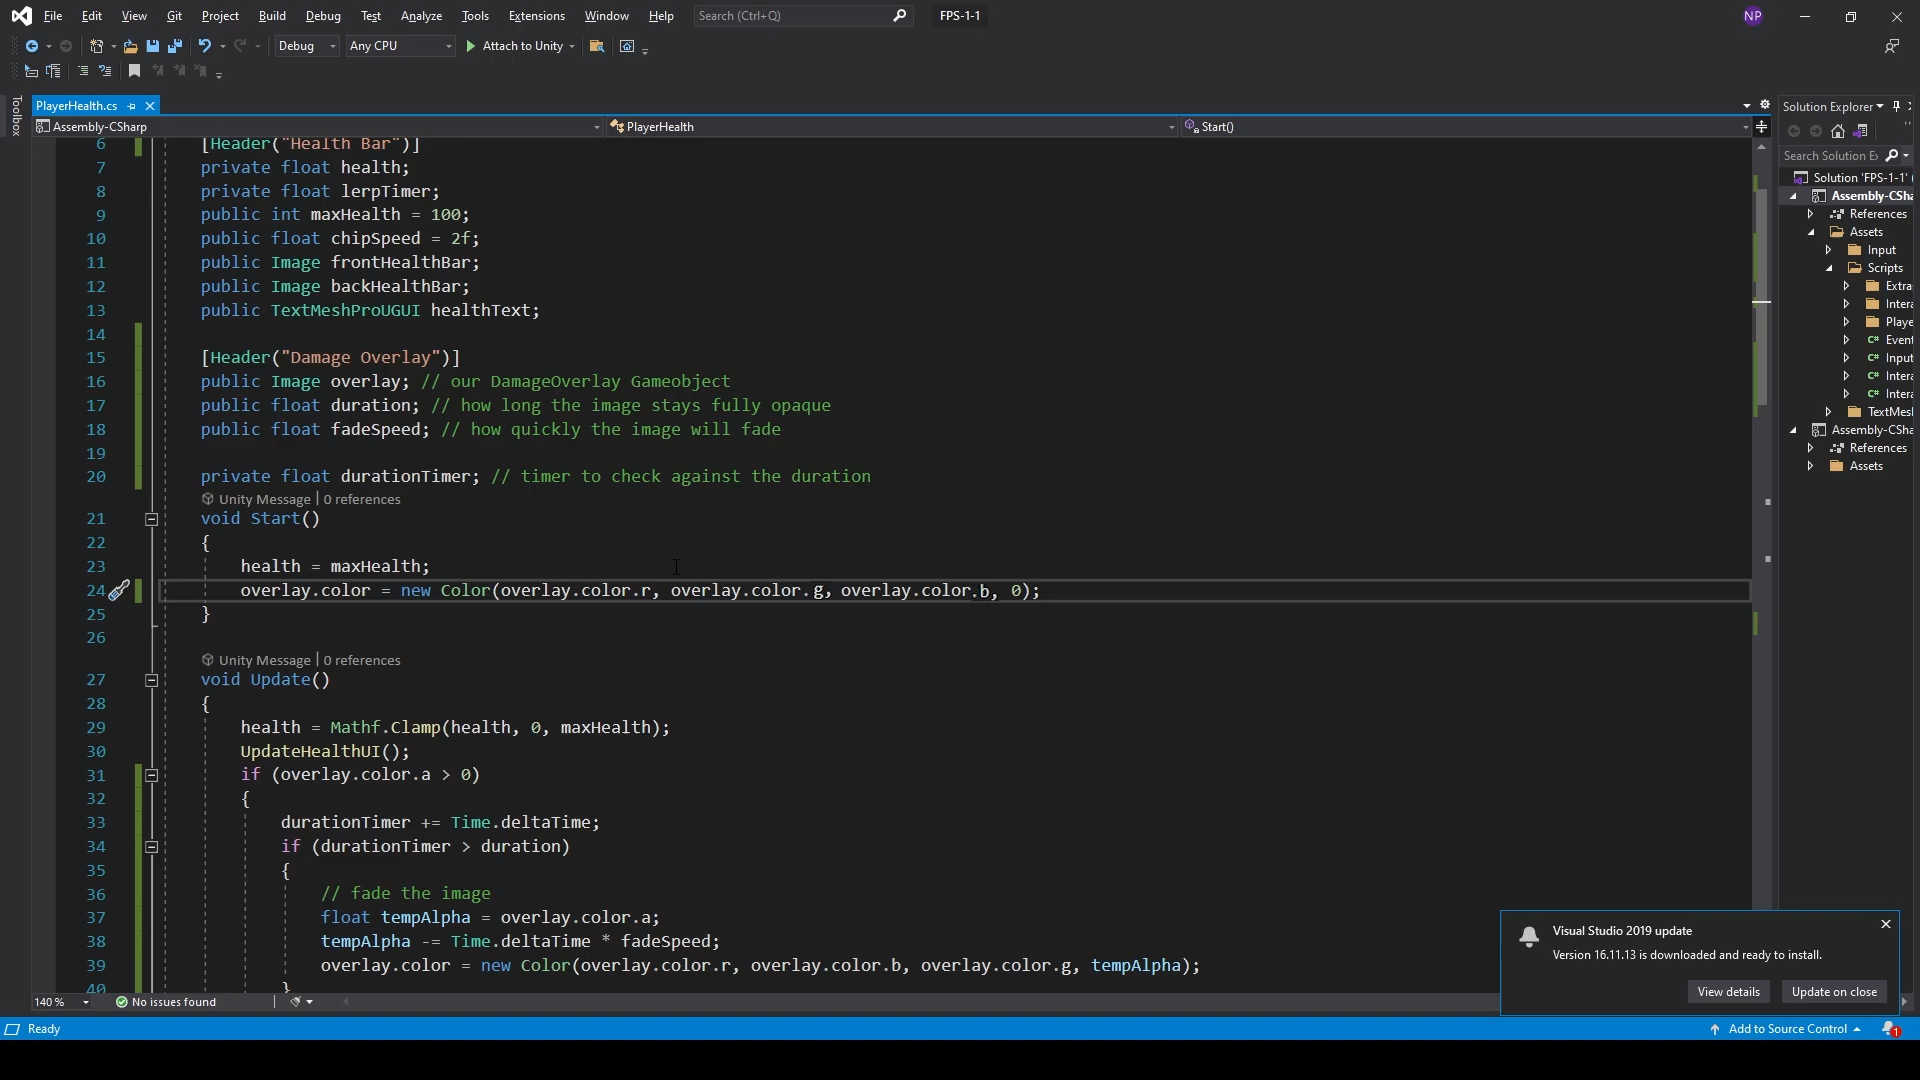 File Edit View Git Project Build Debug Test Analyze Tools Extensions Window Help Search (Ctrl+Q) FPS-1-1 NP
Debug Any CPU Attach to Unity
Toolbox
PlayerHealth.cs
Assembly-CSharp PlayerHealth Start()
6 [Header("Health Bar")]
7 private float health;
8 private float lerpTimer;
9 public int maxHealth = 100;
10 public float chipSpeed = 2f;
11 public Image frontHealthBar;
12 public Image backHealthBar;
13 public TextMeshProUGUI healthText;
14
15 [Header("Damage Overlay")]
16 public Image overlay; // our DamageOverlay Gameobject
17 public float duration; // how long the image stays fully opaque
18 public float fadeSpeed; // how quickly the image will fade
19
20 private float durationTimer; // timer to check against the duration
Unity Message | 0 references
21 void Start()
22 {
23 health = maxHealth;
24 overlay.color = new Color(overlay.color.r, overlay.color.g, overlay.color.b, 0);
25 }
26
Unity Message | 0 references
27 void Update()
28 {
29 health = Mathf.Clamp(health, 0, maxHealth);
30 UpdateHealthUI();
31 if (overlay.color.a > 0)
32 {
33 durationTimer += Time.deltaTime;
34 if (durationTimer > duration)
35 {
36 // fade the image
37 float tempAlpha = overlay.color.a;
38 tempAlpha -= Time.deltaTime * fadeSpeed;
39 overlay.color = new Color(overlay.color.r, overlay.color.b, overlay.color.g, tempAlpha);
40 }
140 % No issues found
Ready
Solution Explorer
Search Solution Ex
Solution 'FPS-1-1' (
Assembly-CSha
References
Assets
Input
Scripts
Extra
Intera
Playe
C# Event
C# Input
C# Intera
C# Intera
TextMesh
Assembly-CSha
References
Assets
Visual Studio 2019 update
Version 16.11.13 is downloaded and ready to install.
View details Update on close
Add to Source Control 1